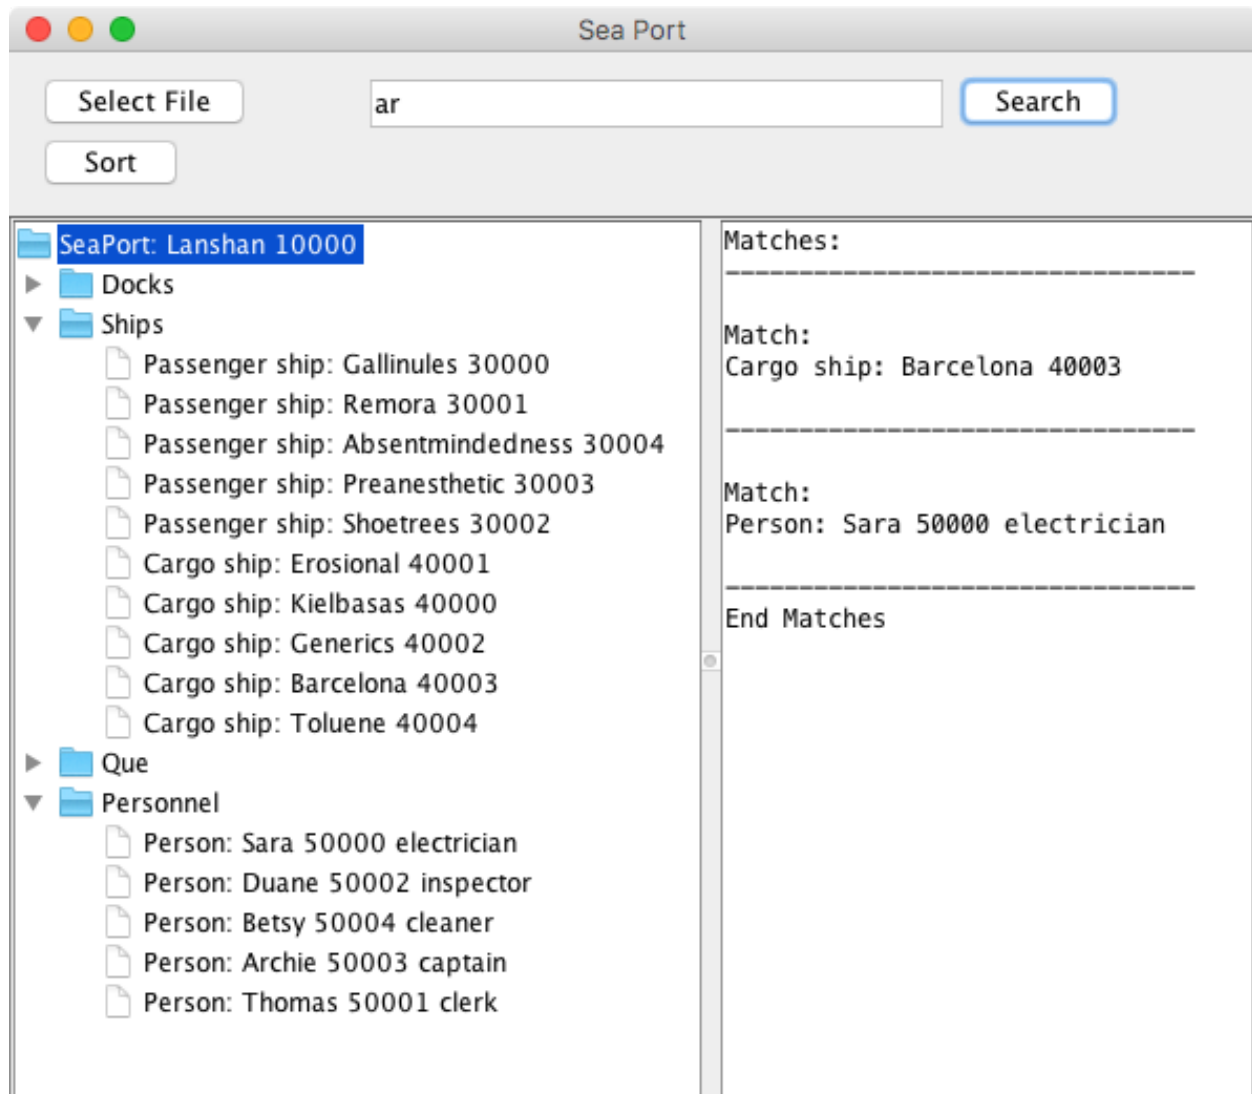 Sea Port
Select File
ar
Search
Sort
SeaPort: Lanshan 10000
Docks
Ships
Passenger ship: Gallinules 30000
Passenger ship: Remora 30001
Passenger ship: Absentmindedness 30004
Passenger ship: Preanesthetic 30003
Passenger ship: Shoetrees 30002
Cargo ship: Erosional 40001
Cargo ship: Kielbasas 40000
Cargo ship: Generics 40002
Cargo ship: Barcelona 40003
Cargo ship: Toluene 40004
Que
Personnel
Person: Sara 50000 electrician
Person: Duane 50002 inspector
Person: Betsy 50004 cleaner
Person: Archie 50003 captain
Person: Thomas 50001 clerk
Matches:
--------------------------------
Match:
Cargo ship: Barcelona 40003
--------------------------------
Match:
Person: Sara 50000 electrician
--------------------------------
End Matches